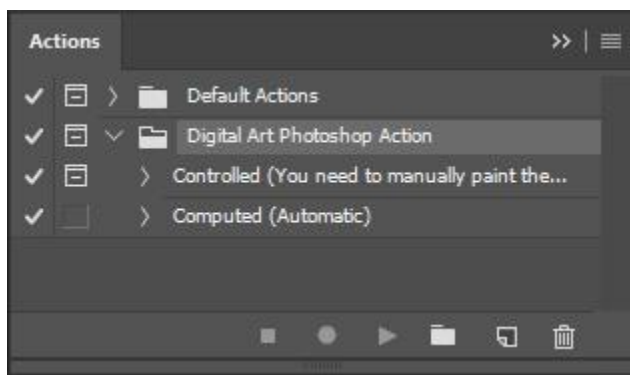 Actions
Default Actions
Digital Art Photoshop Action
Controlled (You need to manually paint the...
Computed (Automatic)